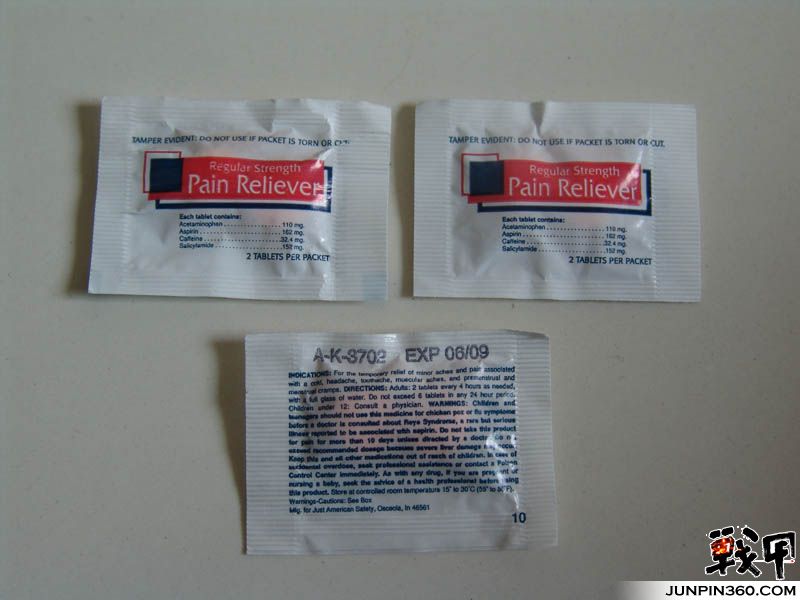 TAMPER EVIDENT: DO NOT USE IF PACKET IS TORN OR CUT.
Regular Strength
Pain Reliever
Each tablet contains:
Acetaminophen ................ 110 mg.
Aspirin ........................ 162 mg.
Caffeine ...................... 32.4 mg.
Salicylamide ................. 152 mg.
2 TABLETS PER PACKET
TAMPER EVIDENT: DO NOT USE IF PACKET IS TORN OR CUT.
Regular Strength
Pain Reliever
Each tablet contains:
Acetaminophen ................ 110 mg.
Aspirin ........................ 162 mg.
Caffeine ...................... 32.4 mg.
Salicylamide ................. 152 mg.
2 TABLETS PER PACKET
A-K-3702 EXP 06/09
INDICATIONS: For the temporary relief of minor aches and pain associated
with a cold, headache, toothache, muscular aches, and premenstrual and
menstrual cramps. DIRECTIONS: Adults: 2 tablets every 4 hours as needed,
with a full glass of water. Do not exceed 6 tablets in any 24 hour period.
Children under 12: Consult a physician. WARNINGS: Children and
teenagers should not use this medicine for chicken pox or flu symptoms
before a doctor is consulted about Reye Syndrome, a rare but serious
illness reported to be associated with aspirin. Do not take this product
for pain for more than 10 days unless directed by a doctor. Do not
exceed recommended dosage because severe liver damage may occur.
Keep this and all other medications out of reach of children. In case of
accidental overdose, seek professional assistance or contact a Poison
Control Center immediately. As with any drug, if you are pregnant or
nursing a baby, seek the advice of a health professional before using
this product. Store at controlled room temperature 15° to 30°C (59° to 86°F).
Warnings-Cautions: See Box
Mfg. for Just American Safety, Osceola, In 46561
10
戦甲
JUNPIN360.COM